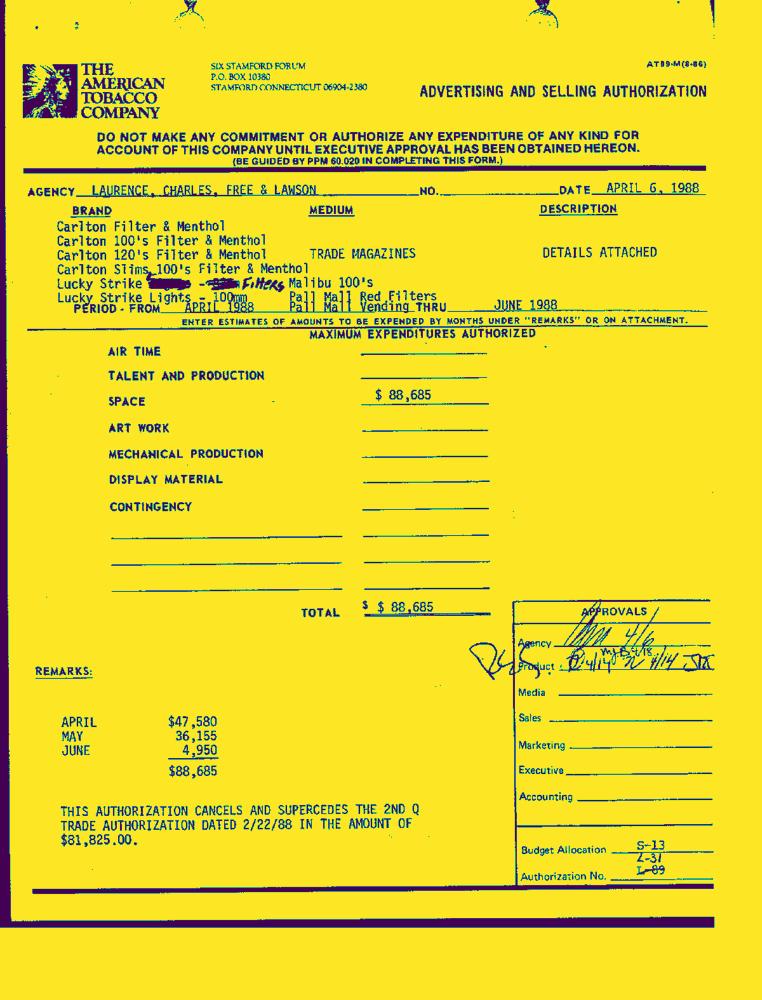 THE
AMERICAN
TOBACCO
COMPANY
SIX STAMFORD FORUM
P.O. BOX 10380
STAMFORD CONNECTICUT 06904-2380
AT89-M(8-86)
ADVERTISING AND SELLING AUTHORIZATION
DO NOT MAKE ANY COMMITMENT OR AUTHORIZE ANY EXPENDITURE OF ANY KIND FOR
ACCOUNT OF THIS COMPANY UNTIL EXECUTIVE APPROVAL HAS BEEN OBTAINED HEREON.
(BE GUIDED BY PPM 60.020 IN COMPLETING THIS FORM.)
AGENCY LAURENCE, CHARLES, FREE & LAWSON NO. DATE APRIL 6, 1988
BRAND MEDIUM DESCRIPTION
Carlton Filter & Menthol
Carlton 100's Filter & Menthol
Carlton 120's Filter & Menthol TRADE MAGAZINES DETAILS ATTACHED
Carlton Slims 100's Filter & Menthol
Lucky Strike - Filters Malibu 100's
Lucky Strike Lights - 100mm Pall Mall Red Filters
PERIOD - FROM APRIL 1988 Pall Mall Vending THRU JUNE 1988
ENTER ESTIMATES OF AMOUNTS TO BE EXPENDED BY MONTHS UNDER "REMARKS" OR ON ATTACHMENT.
MAXIMUM EXPENDITURES AUTHORIZED
AIR TIME
TALENT AND PRODUCTION
SPACE $ 88,685
ART WORK
MECHANICAL PRODUCTION
DISPLAY MATERIAL
CONTINGENCY
TOTAL $ $ 88,685
APPROVALS
Agency 4/6
Product 4/14 4/18 4/14
Media
Sales
Marketing
Executive
Accounting
Budget Allocation S-13
L-31
Authorization No. L-89
REMARKS:
APRIL $47,580
MAY 36,155
JUNE 4,950
$88,685
THIS AUTHORIZATION CANCELS AND SUPERCEDES THE 2ND Q
TRADE AUTHORIZATION DATED 2/22/88 IN THE AMOUNT OF
$81,825.00.